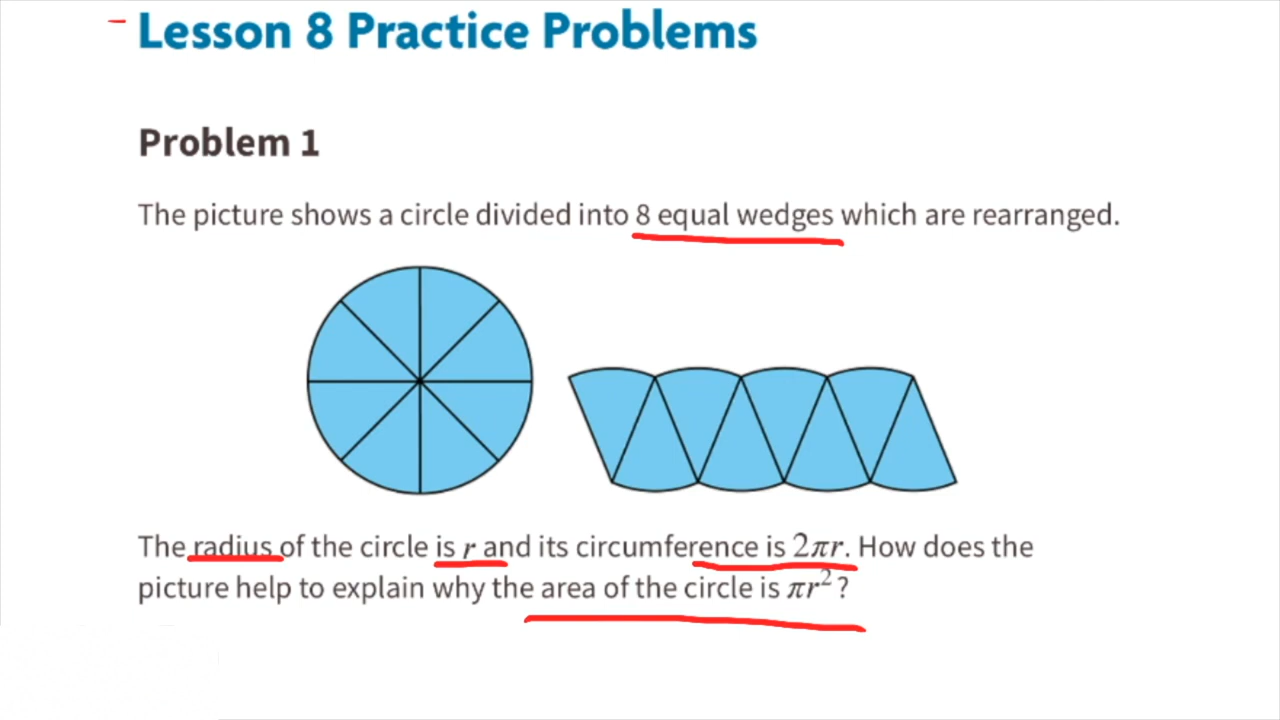 Lesson 8 Practice Problems
Problem 1
The picture shows a circle divided into 8 equal wedges which are rearranged.
The radius of the circle is r and its circumference is 2πr. How does the
picture help to explain why the area of the circle is πr²?